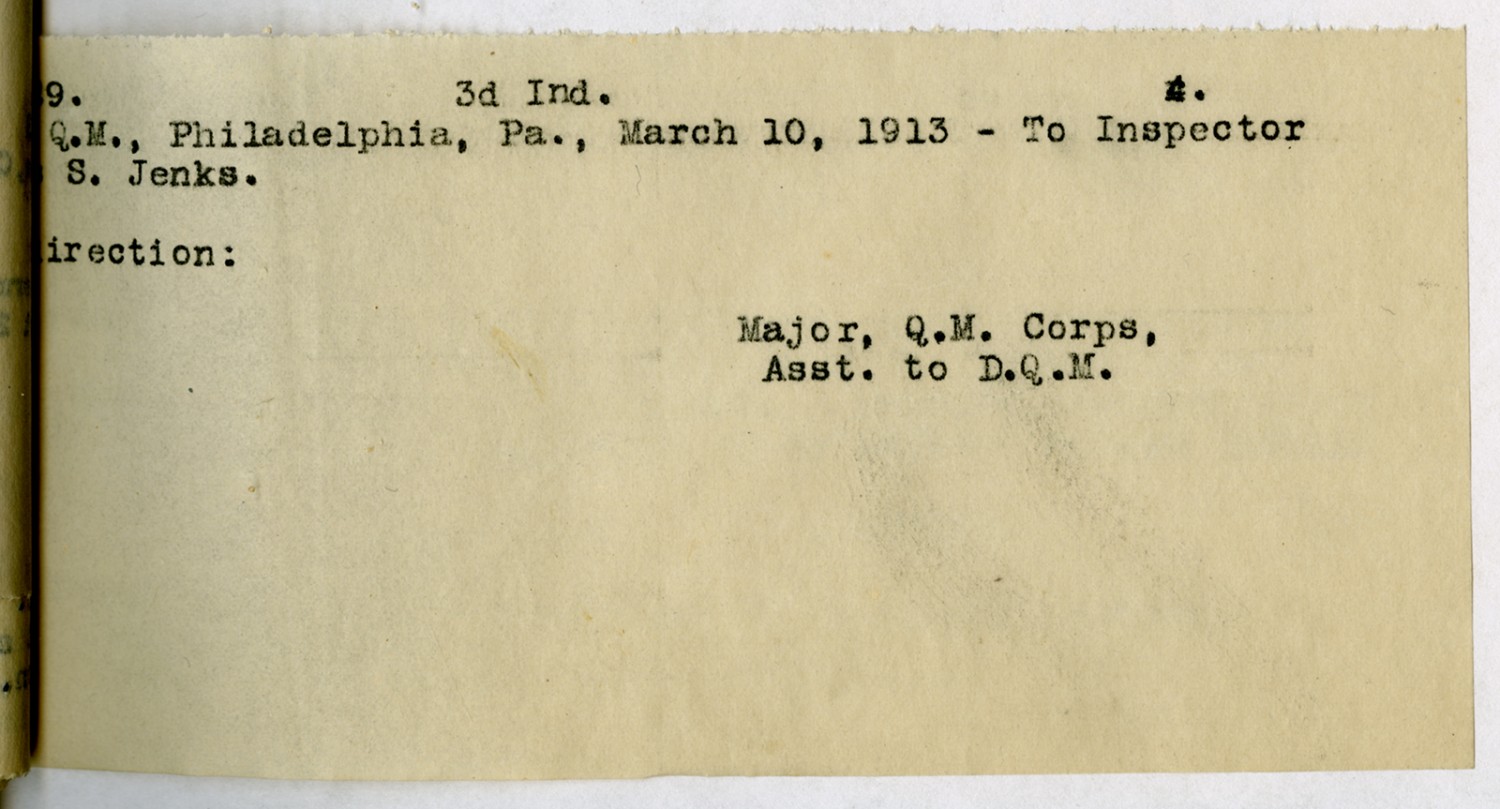 9. 3d Ind. 4.
Q.M., Philadelphia, Pa., March 10, 1913 - To Inspector
S. Jenks.
irection:
Major, Q.M. Corps,
Asst. to D.Q.M.